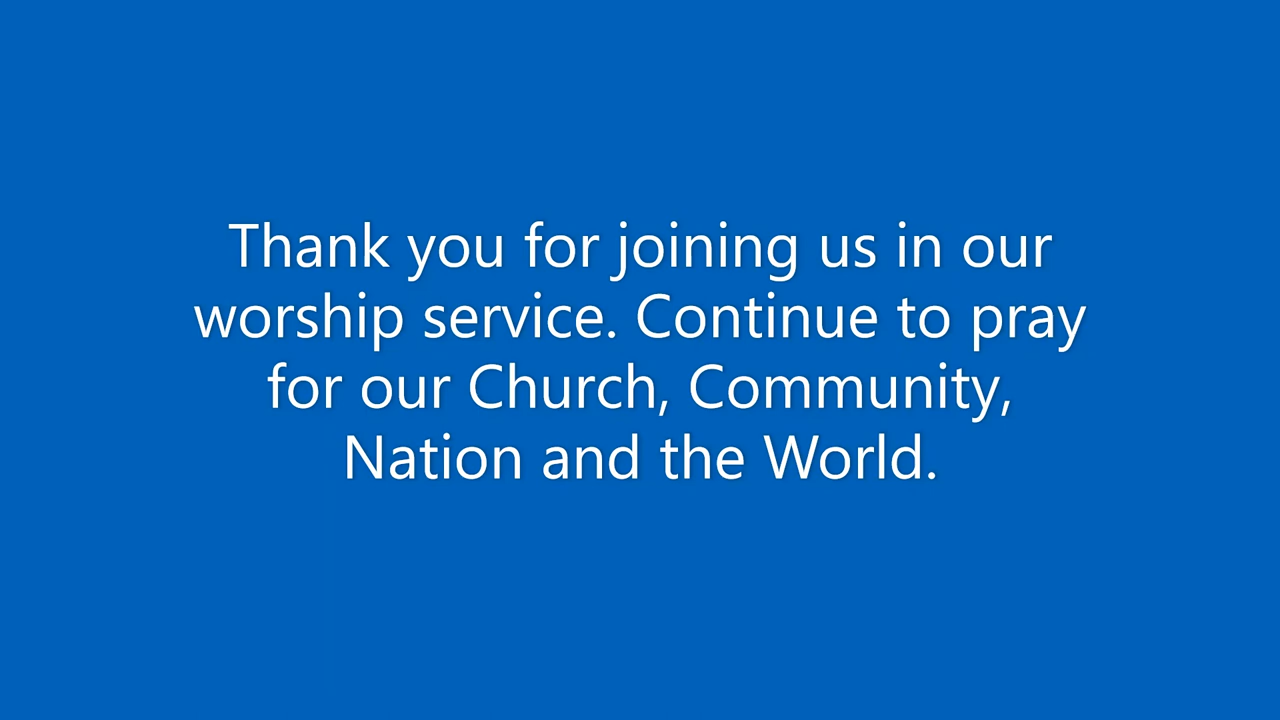 Thank you for joining us in our
worship service. Continue to pray
for our Church, Community,
Nation and the World.